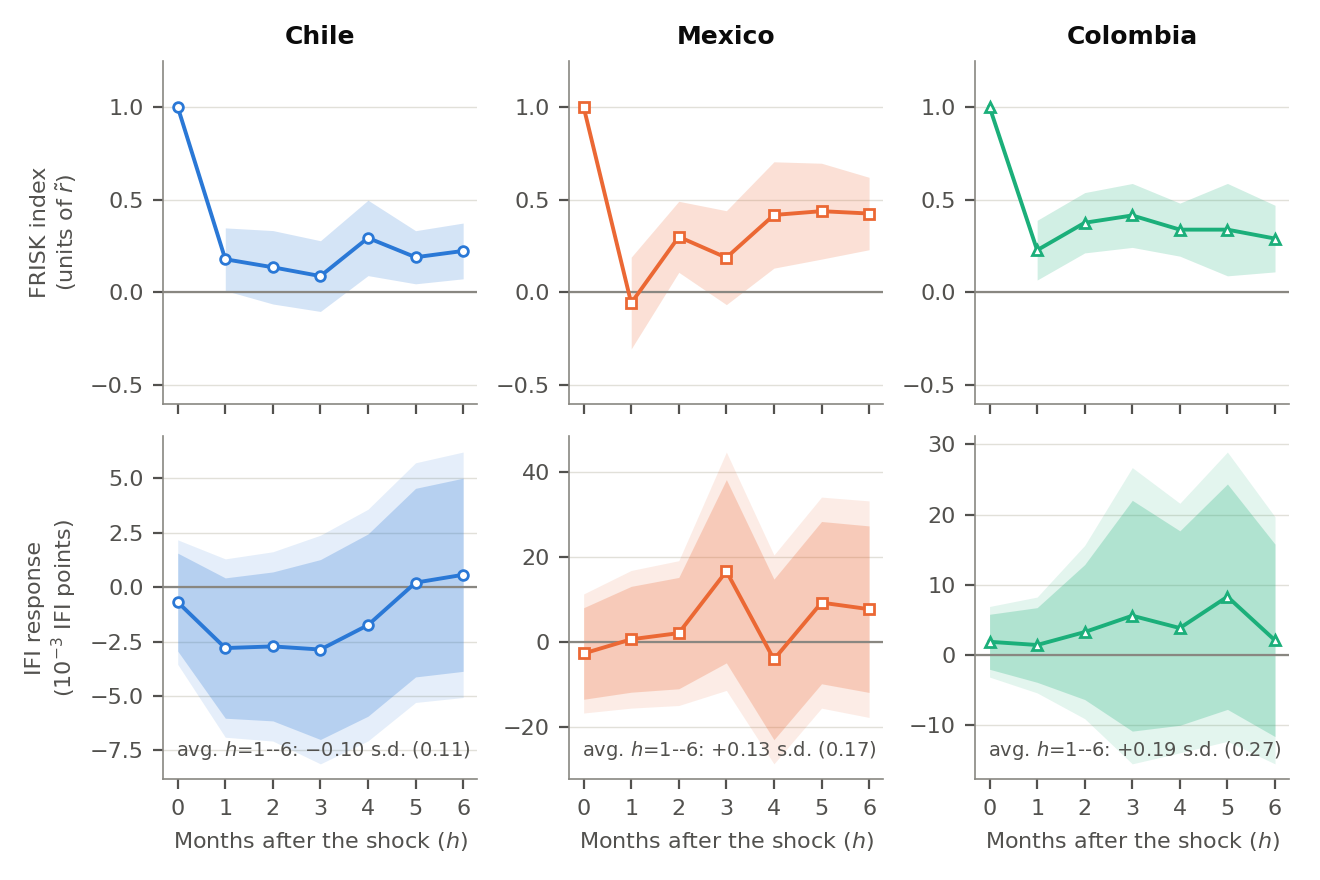 Chile
Mexico
Colombia
FRISK index
(units of r̃)
1.0
0.5
0.0
−0.5
1.0
0.5
0.0
−0.5
1.0
0.5
0.0
−0.5
IFI response
(10⁻³ IFI points)
5.0
2.5
0.0
−2.5
−5.0
−7.5
avg. h=1--6: −0.10 s.d. (0.11)
40
20
0
−20
avg. h=1--6: +0.13 s.d. (0.17)
30
20
10
0
−10
avg. h=1--6: +0.19 s.d. (0.27)
0 1 2 3 4 5 6
0 1 2 3 4 5 6
0 1 2 3 4 5 6
Months after the shock (h)
Months after the shock (h)
Months after the shock (h)